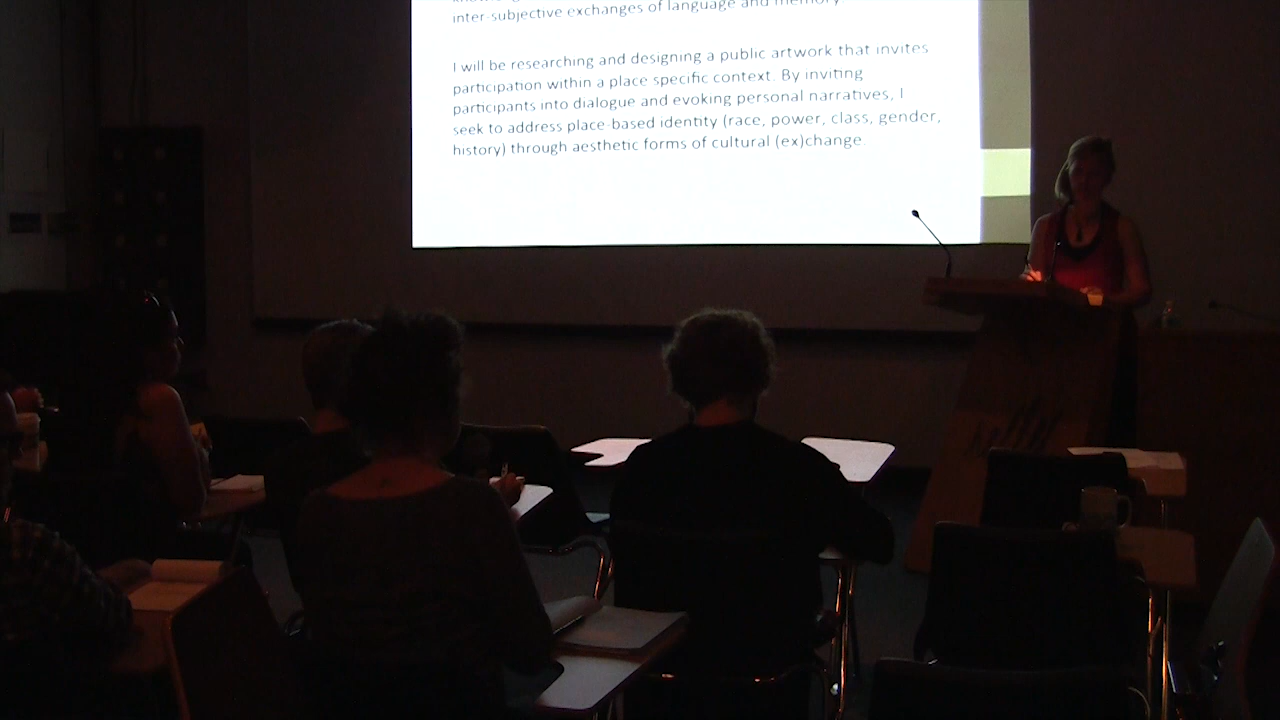 inter-subjective exchanges of language and memory
I will be researching and designing a public artwork that invites
participation within a place specific context. By inviting
participants into dialogue and evoking personal narratives, I
seek to address place-based identity (race, power, class, gender,
history) through aesthetic forms of cultural (ex)change.